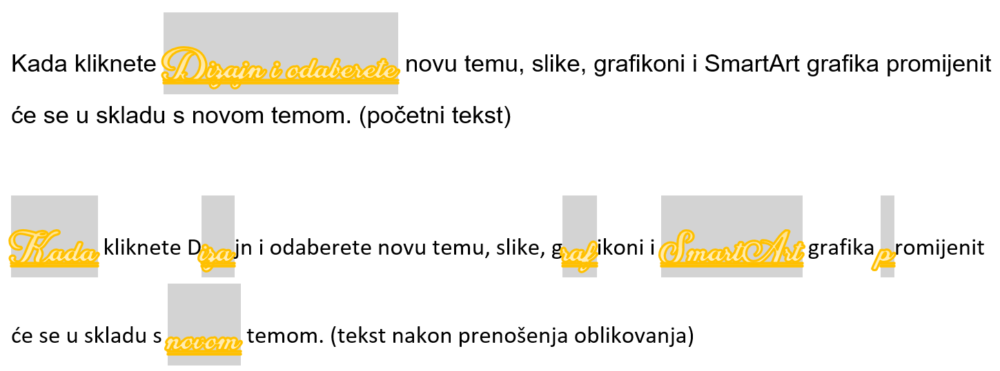 Kada kliknete Dizajn i odaberete novu temu, slike, grafikoni i SmartArt grafika promijenit
će se u skladu s novom temom. (početni tekst)
Kada kliknete Dizajn i odaberete novu temu, slike, grafikoni i SmartArt grafika promijenit
će se u skladu s novom temom. (tekst nakon prenošenja oblikovanja)